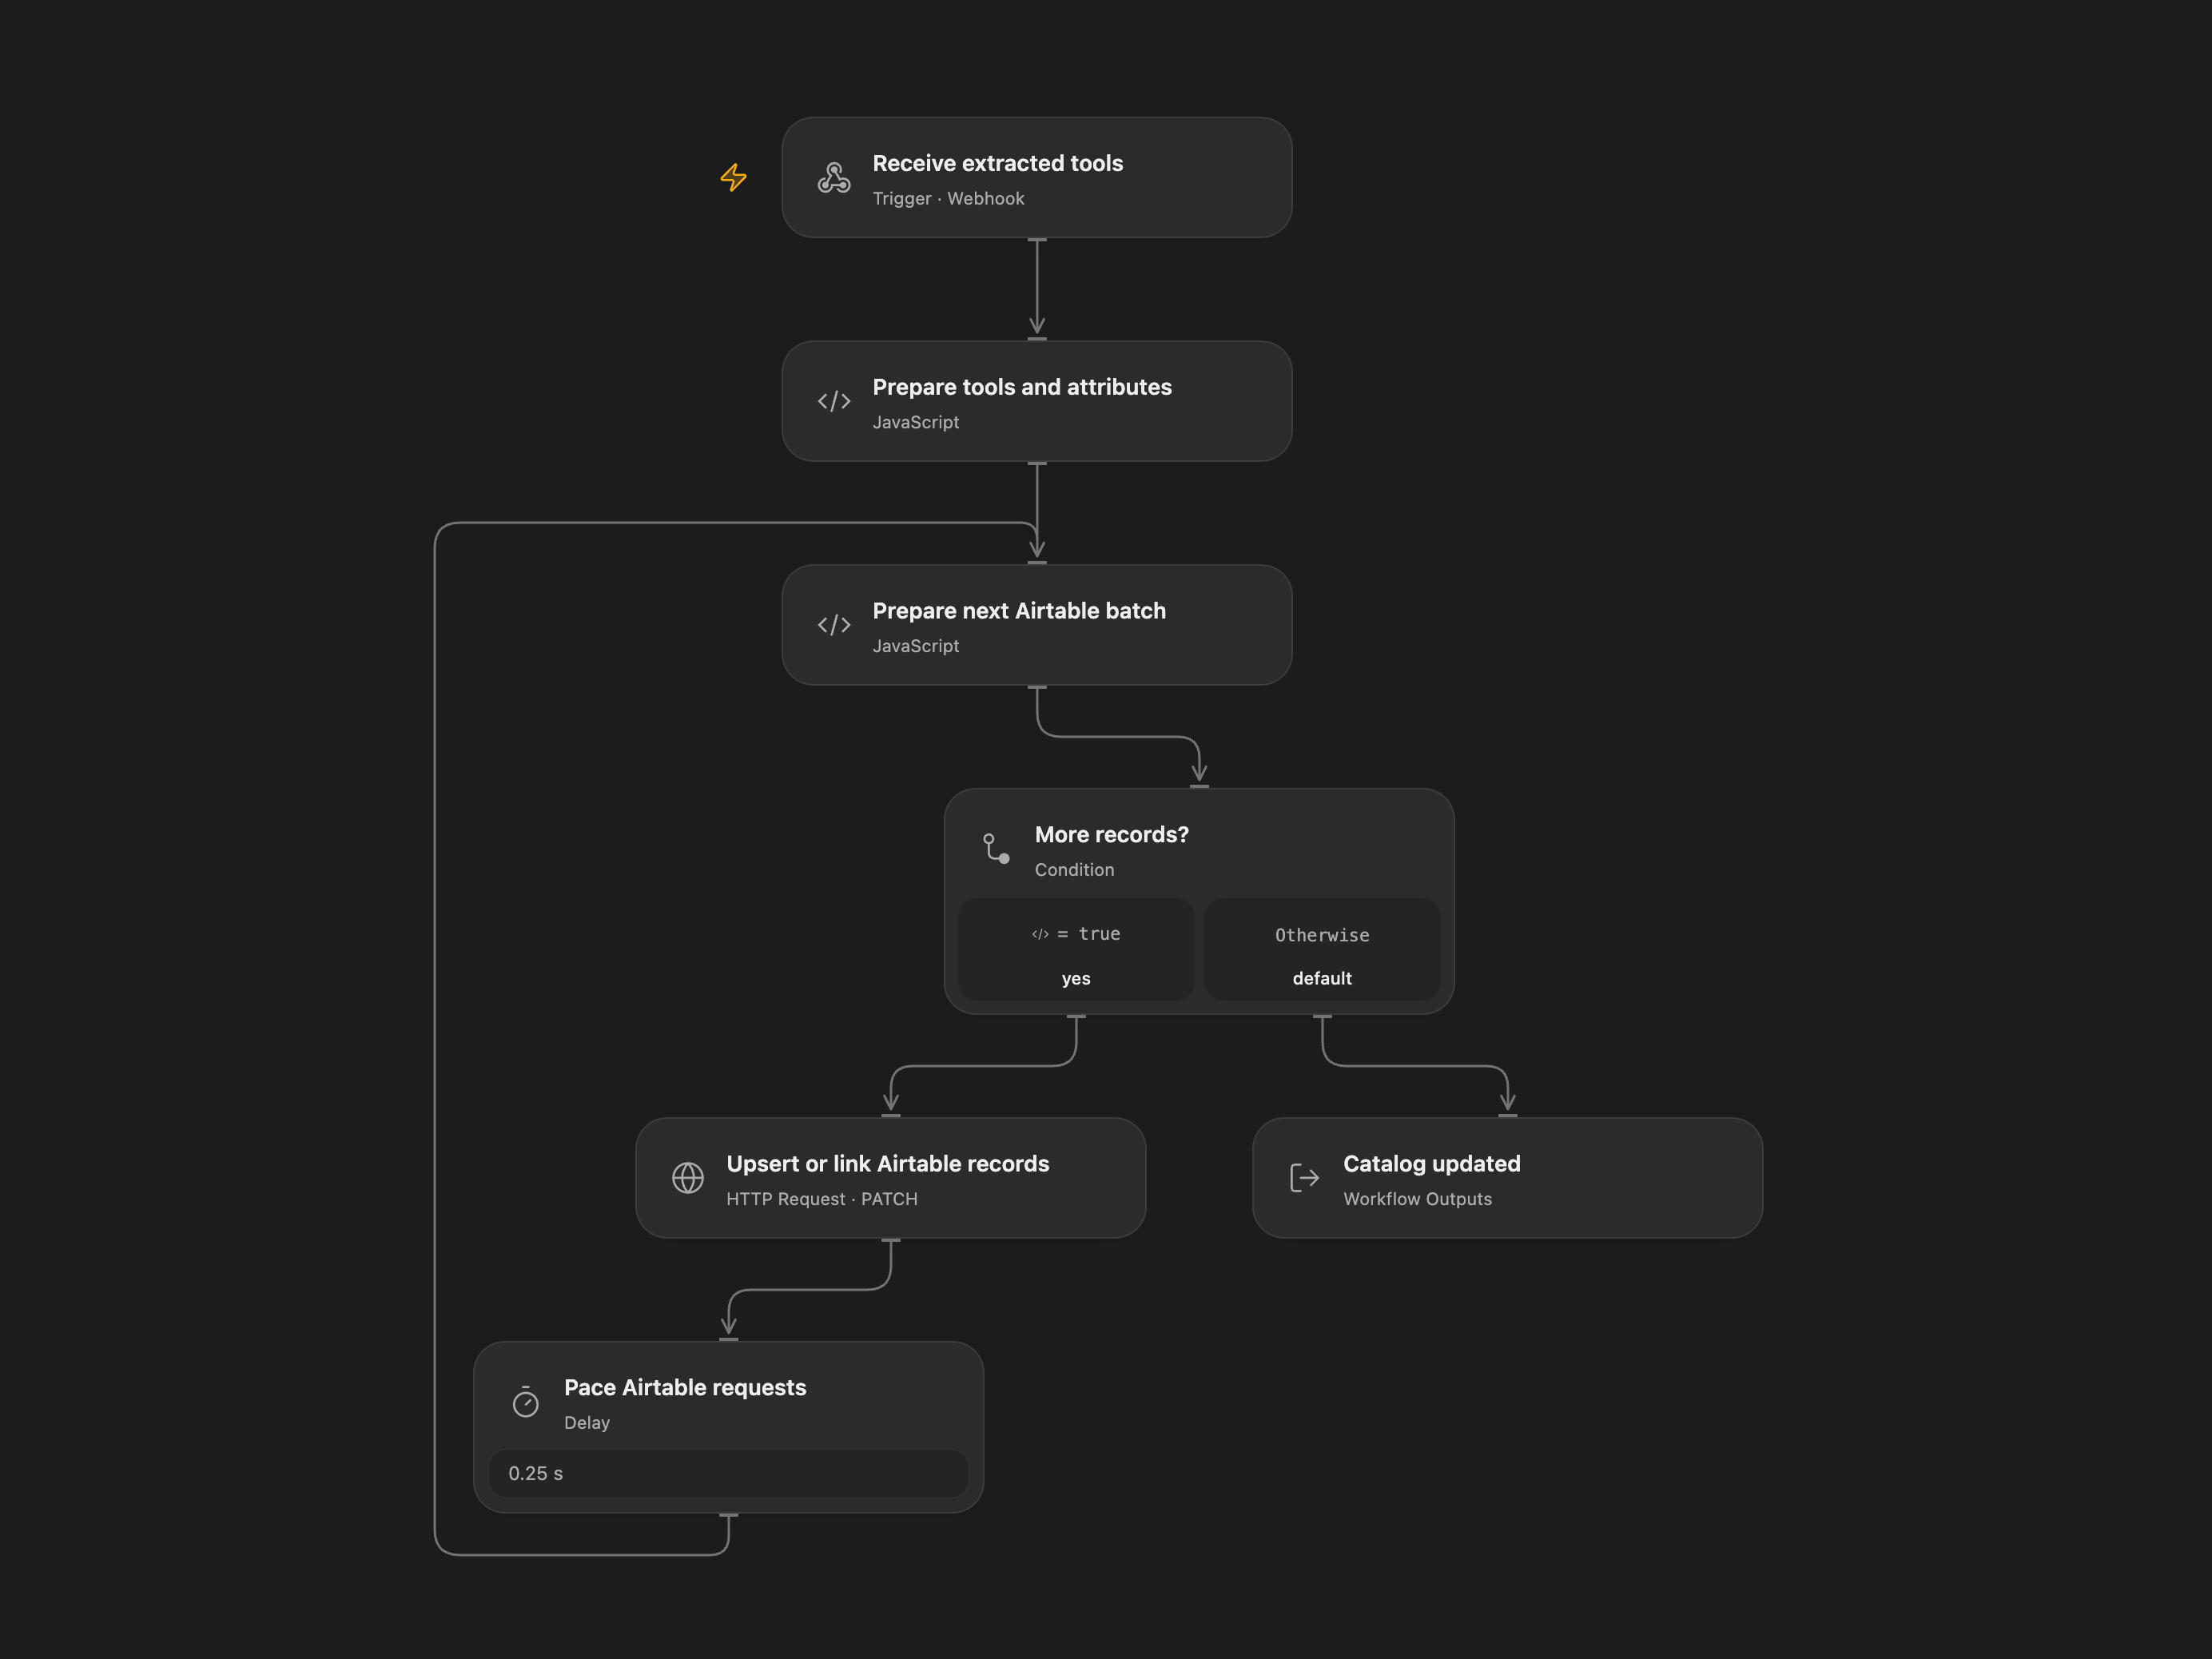 Receive extracted tools
Trigger · Webhook
Prepare tools and attributes
JavaScript
Prepare next Airtable batch
JavaScript
More records?
Condition
</> = true
yes
Otherwise
default
Upsert or link Airtable records
HTTP Request · PATCH
Catalog updated
Workflow Outputs
Pace Airtable requests
Delay
0.25 s